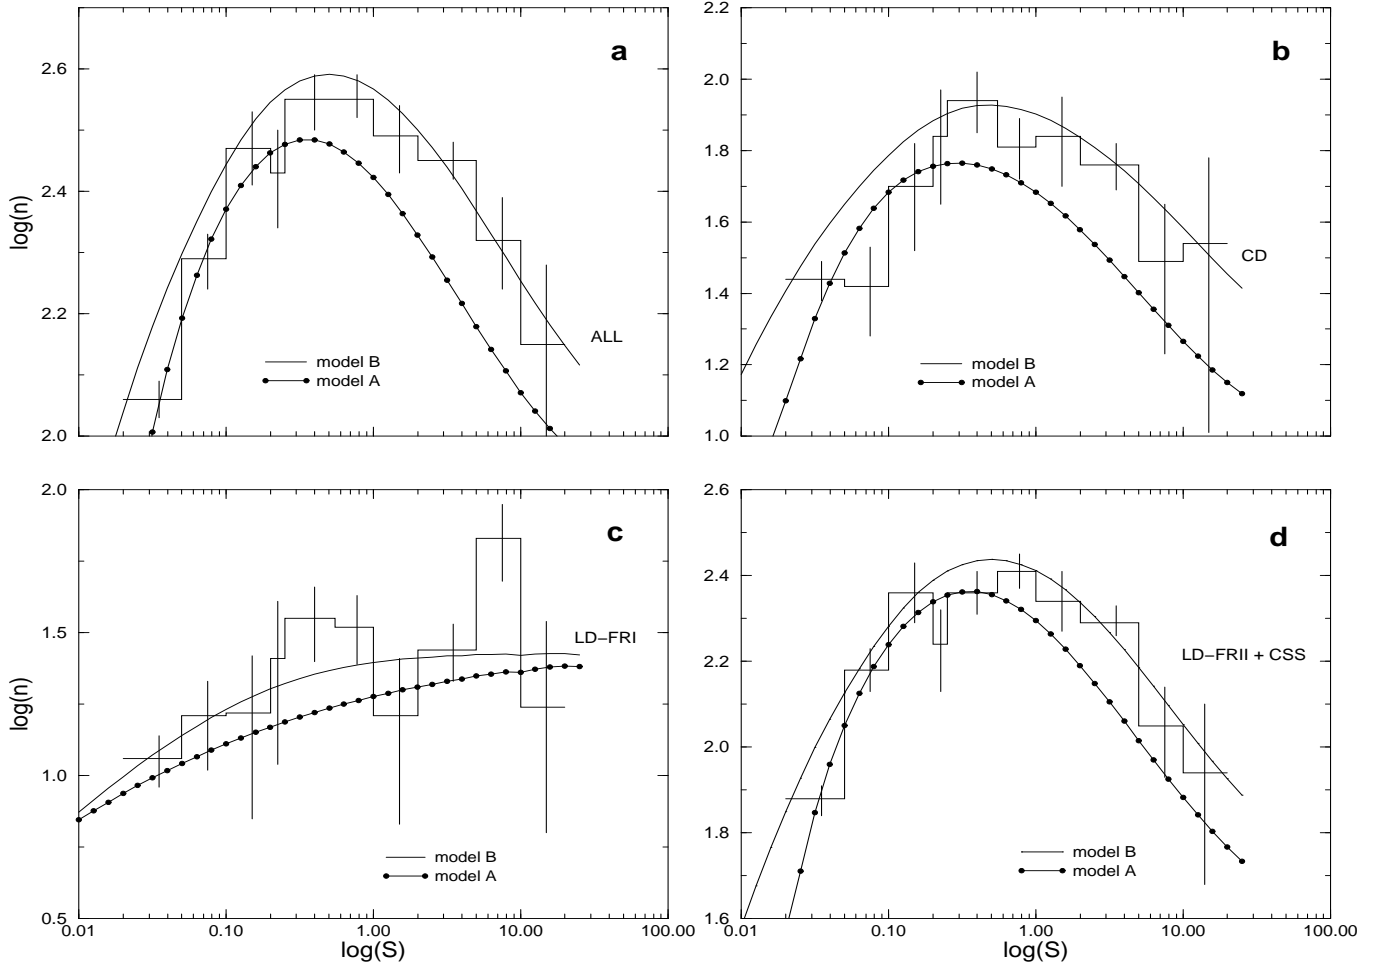 a
log(n)
2.6
2.4
2.2
2.0
ALL
model B
model A
b
2.2
2.0
1.8
1.6
1.4
1.2
1.0
CD
model B
model A
c
log(n)
2.0
1.5
1.0
0.5
LD-FRI
model B
model A
0.01
0.10
1.00
10.00
100.00
log(S)
d
2.6
2.4
2.2
2.0
1.8
1.6
LD-FRII + CSS
model B
model A
0.01
0.10
1.00
10.00
100.00
log(S)